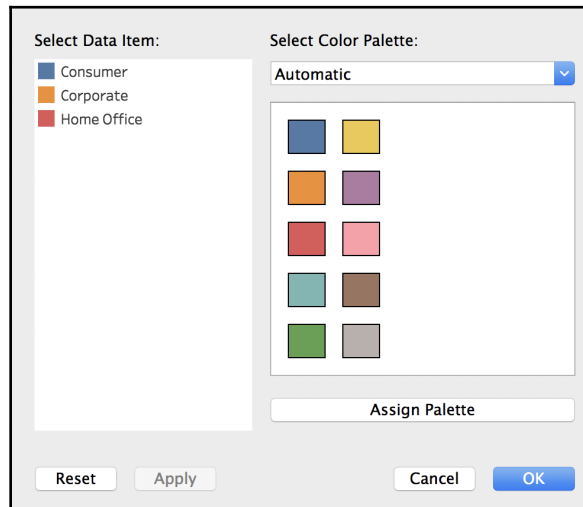 Select Data Item:
Select Color Palette:
Consumer
Corporate
Home Office
Automatic
Assign Palette
Reset
Apply
Cancel
OK